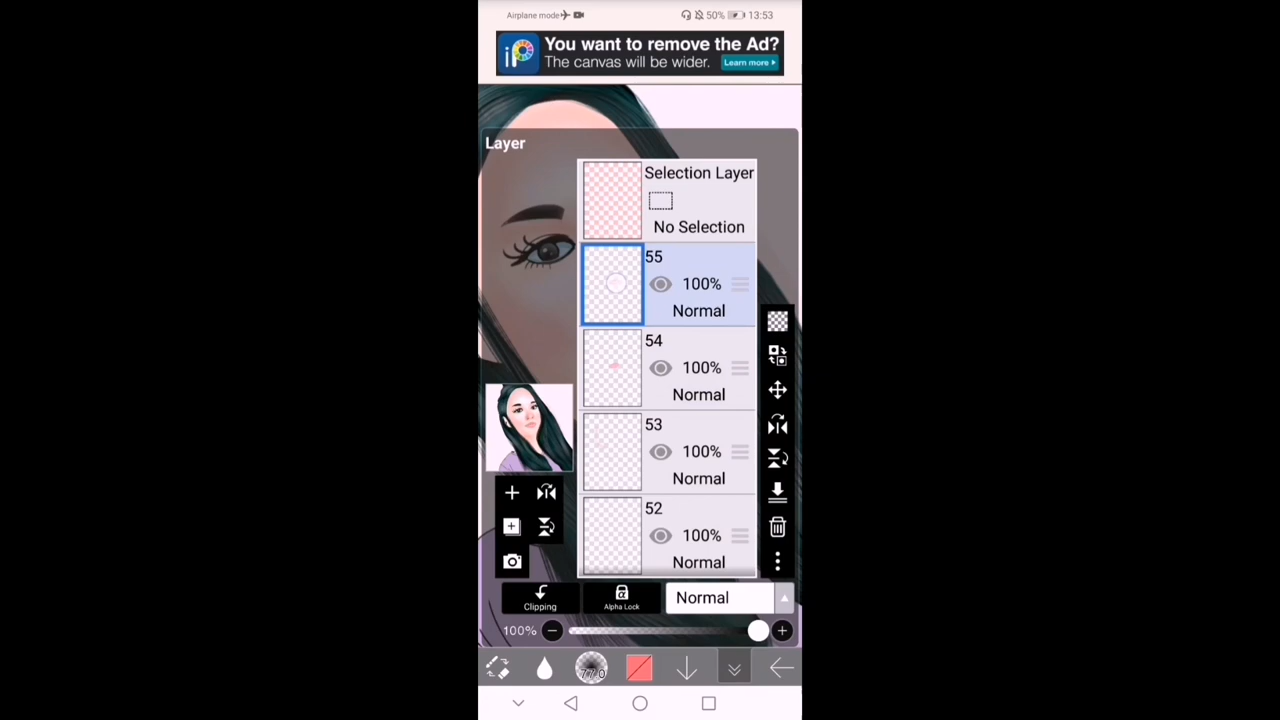 Airplane mode
50%
13:53
iP
You want to remove the Ad?
The canvas will be wider.
Learn more
Layer
Selection Layer
No Selection
55
100%
Normal
54
100%
Normal
53
100%
Normal
52
100%
Normal
Clipping
α
Alpha Lock
Normal
100%
770